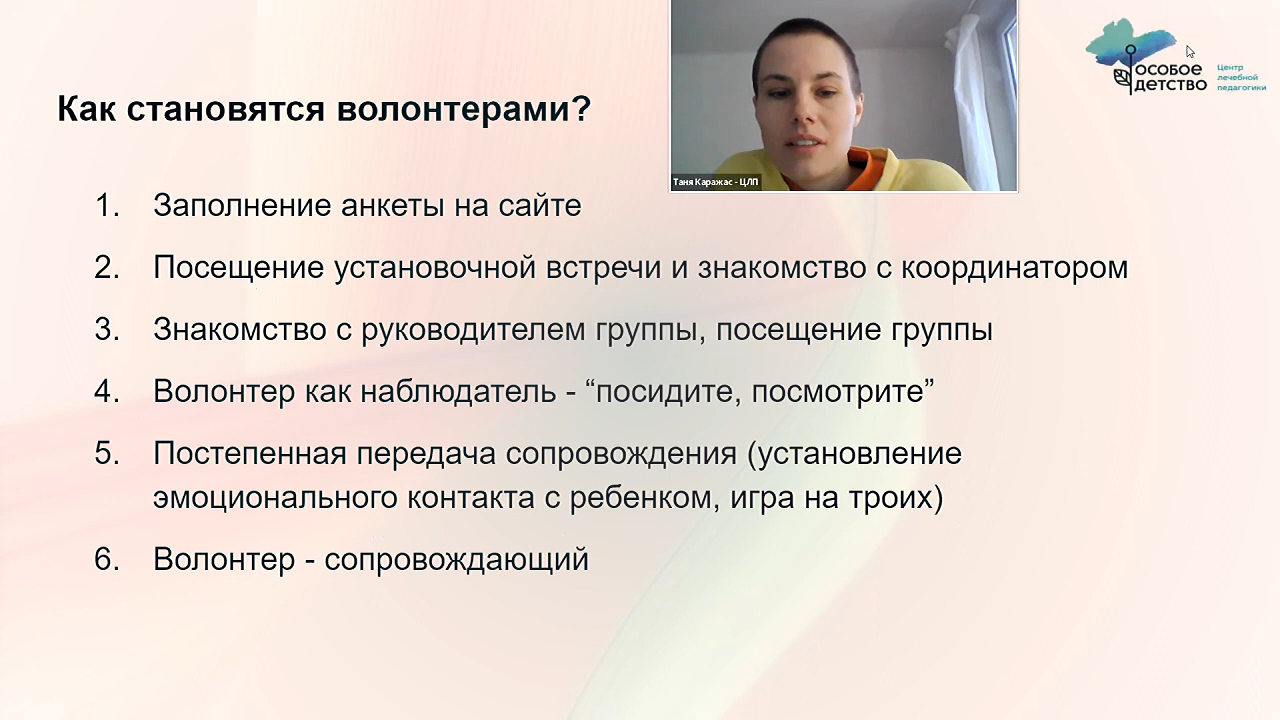 Как становятся волонтерами?
Таня Каражас - ЦЛП
особое
детство
Центр
лечебной
педагогики
1. Заполнение анкеты на сайте
2. Посещение установочной встречи и знакомство с координатором
3. Знакомство с руководителем группы, посещение группы
4. Волонтер как наблюдатель - “посидите, посмотрите”
5. Постепенная передача сопровождения (установление
эмоционального контакта с ребенком, игра на троих)
6. Волонтер - сопровождающий